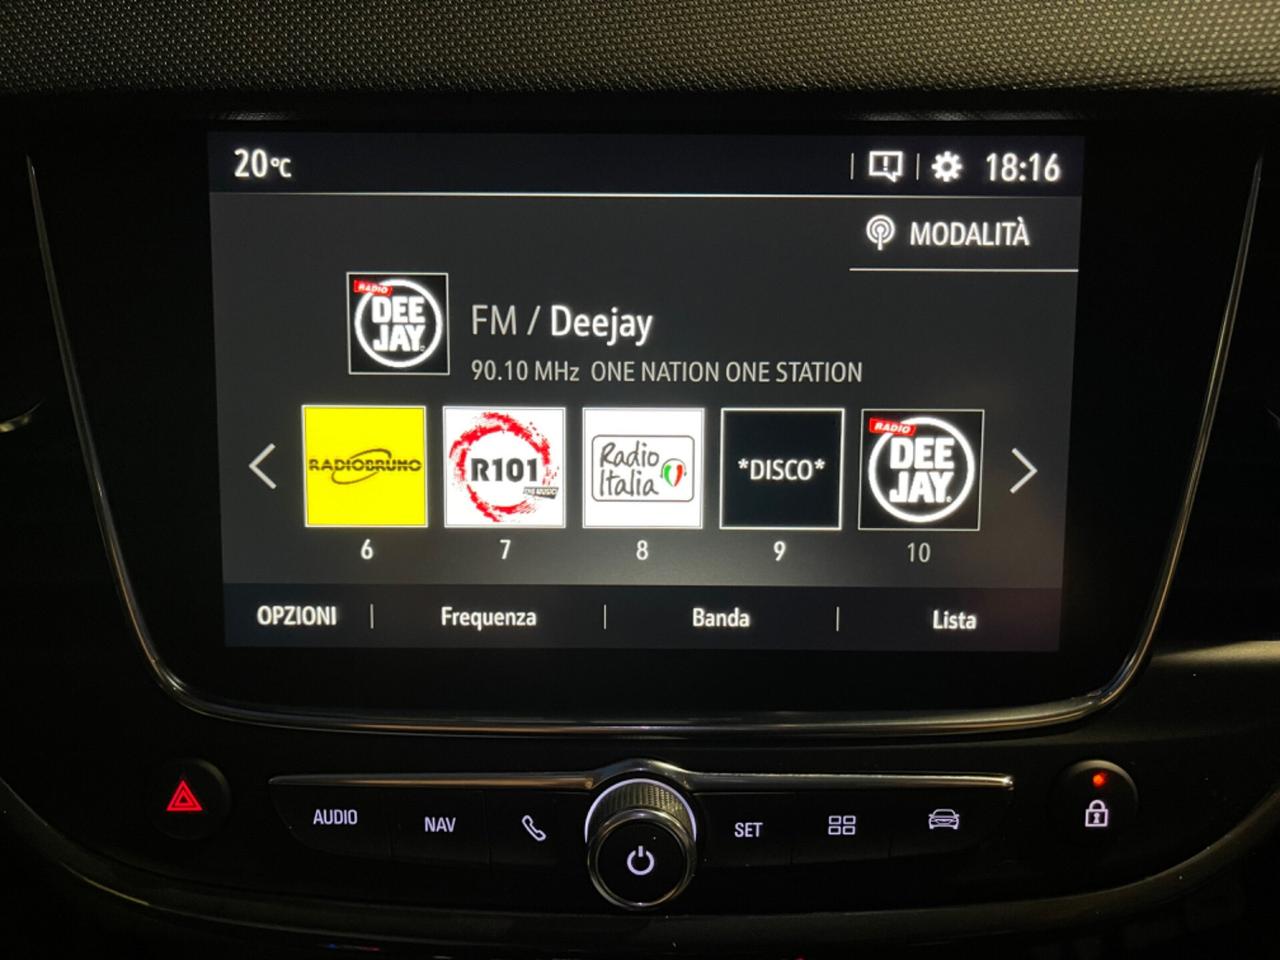 20°C
18:16
MODALITÀ
RADIO
DEE
JAY
FM / Deejay
90.10 MHz ONE NATION ONE STATION
RADIOBRUNO
R101
Radio
Italia
*DISCO*
RADIO
DEE
JAY
6
7
8
9
10
OPZIONI
Frequenza
Banda
Lista
AUDIO
NAV
SET